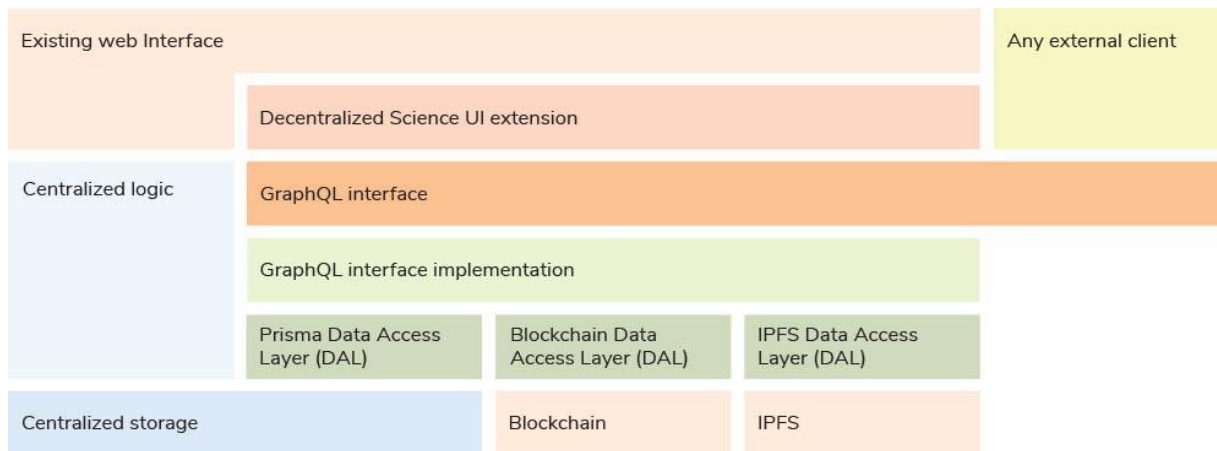 Existing web Interface
Any external client
Decentralized Science UI extension
Centralized logic
GraphQL interface
GraphQL interface implementation
Prisma Data Access
Layer (DAL)
Blockchain Data
Access Layer (DAL)
IPFS Data Access
Layer (DAL)
Centralized storage
Blockchain
IPFS